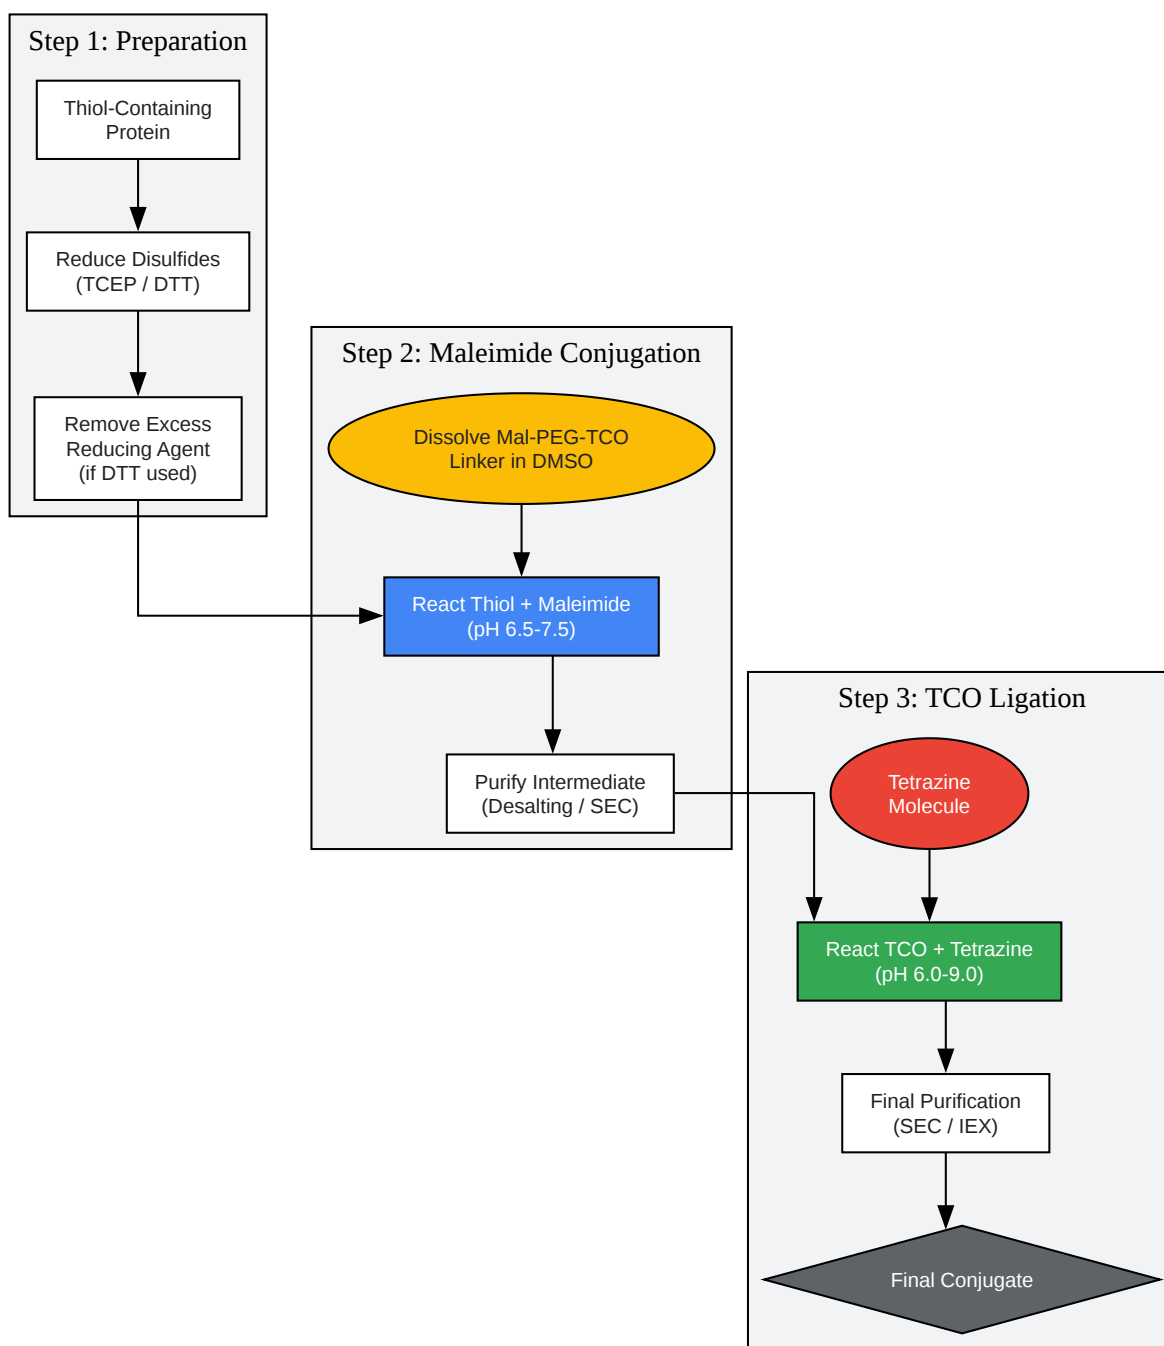 Step 1: Preparation
Thiol-Containing
Protein
Reduce Disulfides
(TCEP / DTT)
Remove Excess
Reducing Agent
(if DTT used)
Step 2: Maleimide Conjugation
Dissolve Mal-PEG-TCO
Linker in DMSO
React Thiol + Maleimide
(pH 6.5-7.5)
Purify Intermediate
(Desalting / SEC)
Step 3: TCO Ligation
Tetrazine
Molecule
React TCO + Tetrazine
(pH 6.0-9.0)
Final Purification
(SEC / IEX)
Final Conjugate